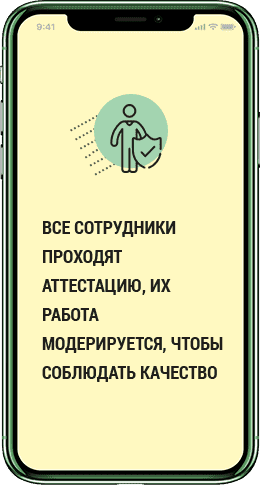 9:41
ВСЕ СОТРУДНИКИ
ПРОХОДЯТ
АТТЕСТАЦИЮ, ИХ
РАБОТА
МОДЕРИРУЕТСЯ, ЧТОБЫ
СОБЛЮДАТЬ КАЧЕСТВО